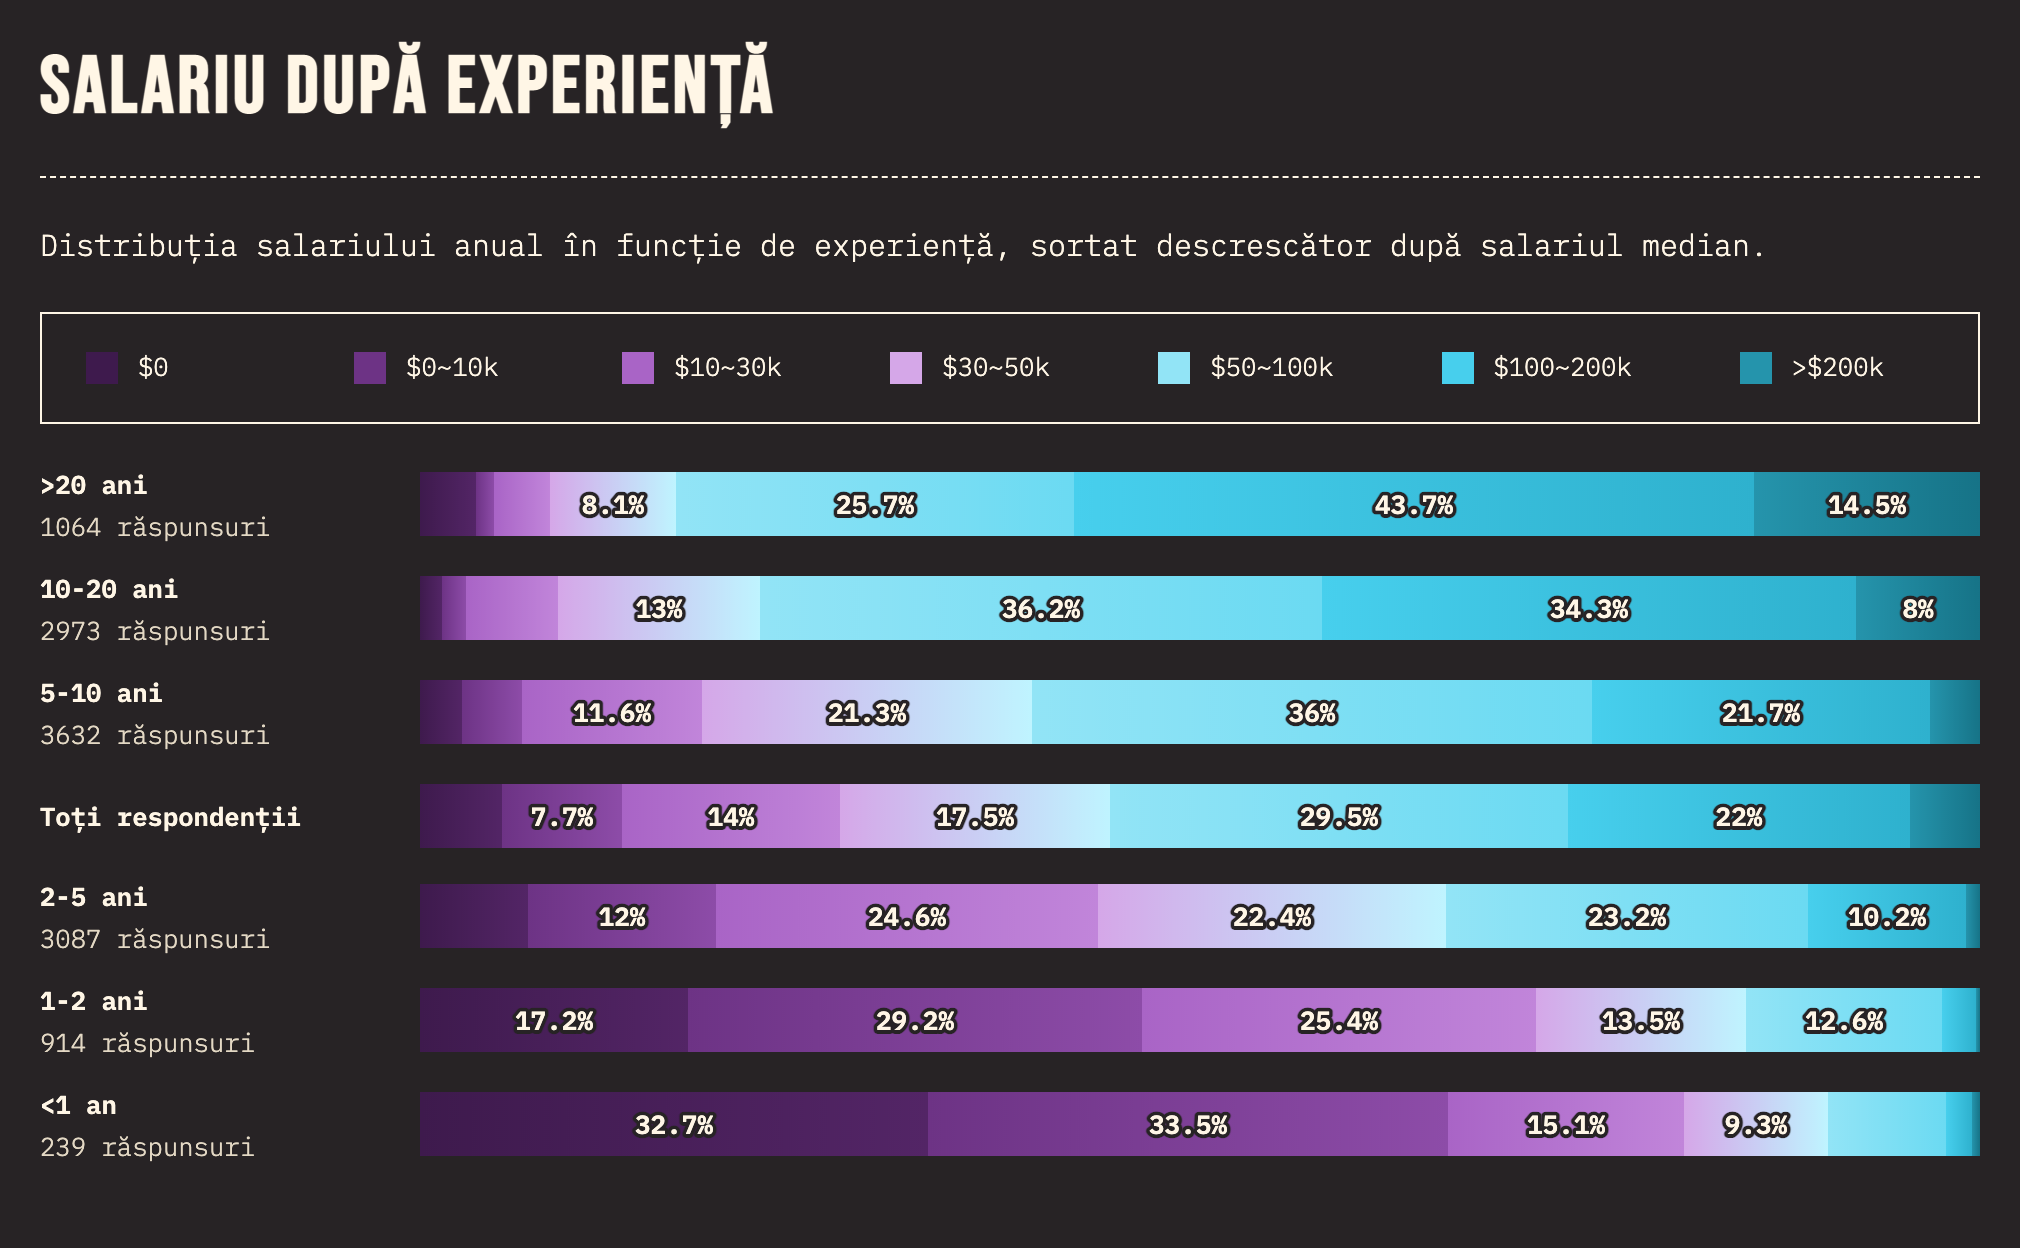 SALARIU DUPĂ EXPERIENȚĂ
Distribuția salariului anual în funcție de experiență, sortat descrescător după salariul median.
$0 $0~10k $10~30k $30~50k $50~100k $100~200k >$200k
>20 ani
1064 răspunsuri
8.1% 25.7% 43.7% 14.5%
10-20 ani
2973 răspunsuri
13% 36.2% 34.3% 8%
5-10 ani
3632 răspunsuri
11.6% 21.3% 36% 21.7%
Toți respondenții
7.7% 14% 17.5% 29.5% 22%
2-5 ani
3087 răspunsuri
12% 24.6% 22.4% 23.2% 10.2%
1-2 ani
914 răspunsuri
17.2% 29.2% 25.4% 13.5% 12.6%
<1 an
239 răspunsuri
32.7% 33.5% 15.1% 9.3%